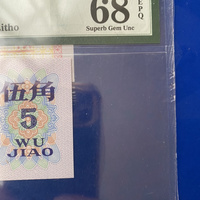 68 EPQ
Litho
Superb Gem Unc
伍角
5
WU
JIAO